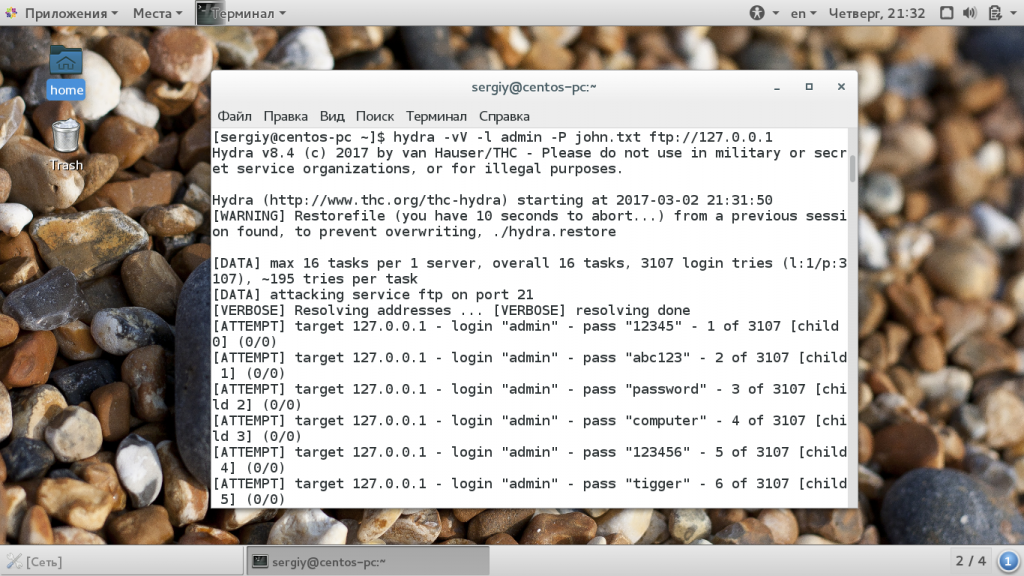 Приложения Места Терминал en Четверг, 21:32
home
Trash
sergiy@centos-pc:~
Файл Правка Вид Поиск Терминал Справка
[sergiy@centos-pc ~]$ hydra -vV -l admin -P john.txt ftp://127.0.0.1
Hydra v8.4 (c) 2017 by van Hauser/THC - Please do not use in military or secr
et service organizations, or for illegal purposes.
Hydra (http://www.thc.org/thc-hydra) starting at 2017-03-02 21:31:50
[WARNING] Restorefile (you have 10 seconds to abort...) from a previous sessi
on found, to prevent overwriting, ./hydra.restore
[DATA] max 16 tasks per 1 server, overall 16 tasks, 3107 login tries (l:1/p:3
107), ~195 tries per task
[DATA] attacking service ftp on port 21
[VERBOSE] Resolving addresses ... [VERBOSE] resolving done
[ATTEMPT] target 127.0.0.1 - login "admin" - pass "12345" - 1 of 3107 [child
0] (0/0)
[ATTEMPT] target 127.0.0.1 - login "admin" - pass "abc123" - 2 of 3107 [child
1] (0/0)
[ATTEMPT] target 127.0.0.1 - login "admin" - pass "password" - 3 of 3107 [chi
ld 2] (0/0)
[ATTEMPT] target 127.0.0.1 - login "admin" - pass "computer" - 4 of 3107 [chi
ld 3] (0/0)
[ATTEMPT] target 127.0.0.1 - login "admin" - pass "123456" - 5 of 3107 [child
4] (0/0)
[ATTEMPT] target 127.0.0.1 - login "admin" - pass "tigger" - 6 of 3107 [child
5] (0/0)
[Сеть] sergiy@centos-pc:~ 2 / 4 1